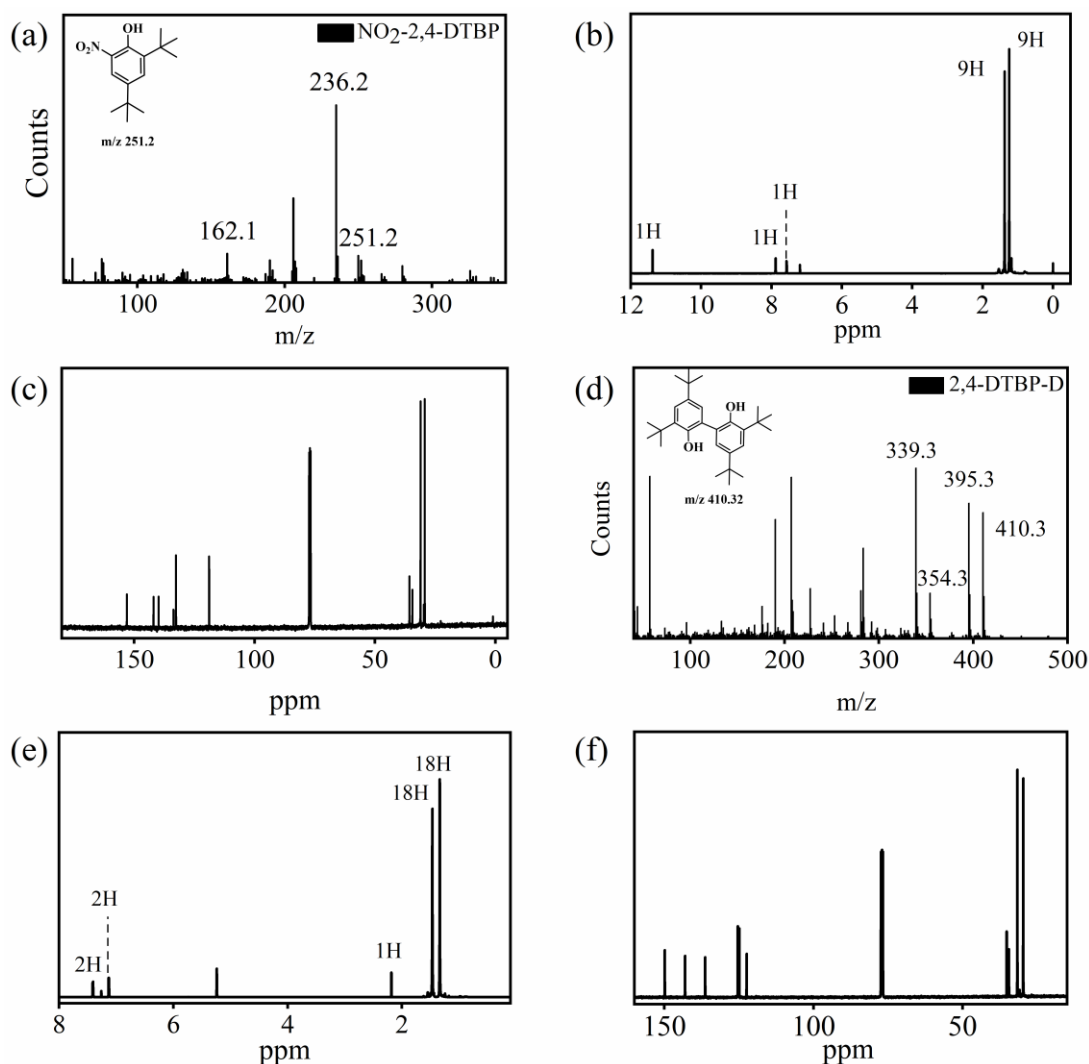 (a)
OH
O₂N
m/z 251.2
NO₂-2,4-DTBP
236.2
162.1
251.2
Counts
100 200 300
m/z
(b)
9H
9H
1H
1H
1H
12 10 8 6 4 2 0
ppm
(c)
150 100 50 0
ppm
(d)
OH
OH
m/z 410.32
2,4-DTBP-D
339.3
395.3
410.3
354.3
Counts
100 200 300 400 500
m/z
(e)
18H
18H
2H
2H
1H
8 6 4 2
ppm
(f)
150 100 50
ppm